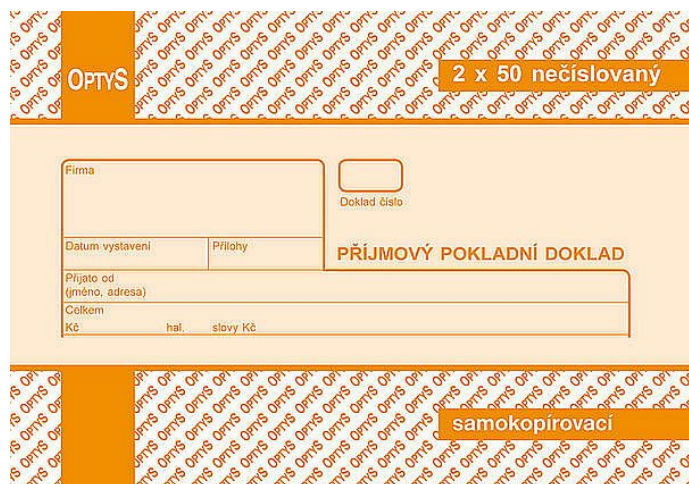 OPTYS
2 x 50 nečíslovaný
Firma
Doklad číslo
Datum vystavení
Přílohy
PŘÍJMOVÝ POKLADNÍ DOKLAD
Přijato od
(jméno, adresa)
Celkem
Kč hal. slovy Kč
samokopírovací